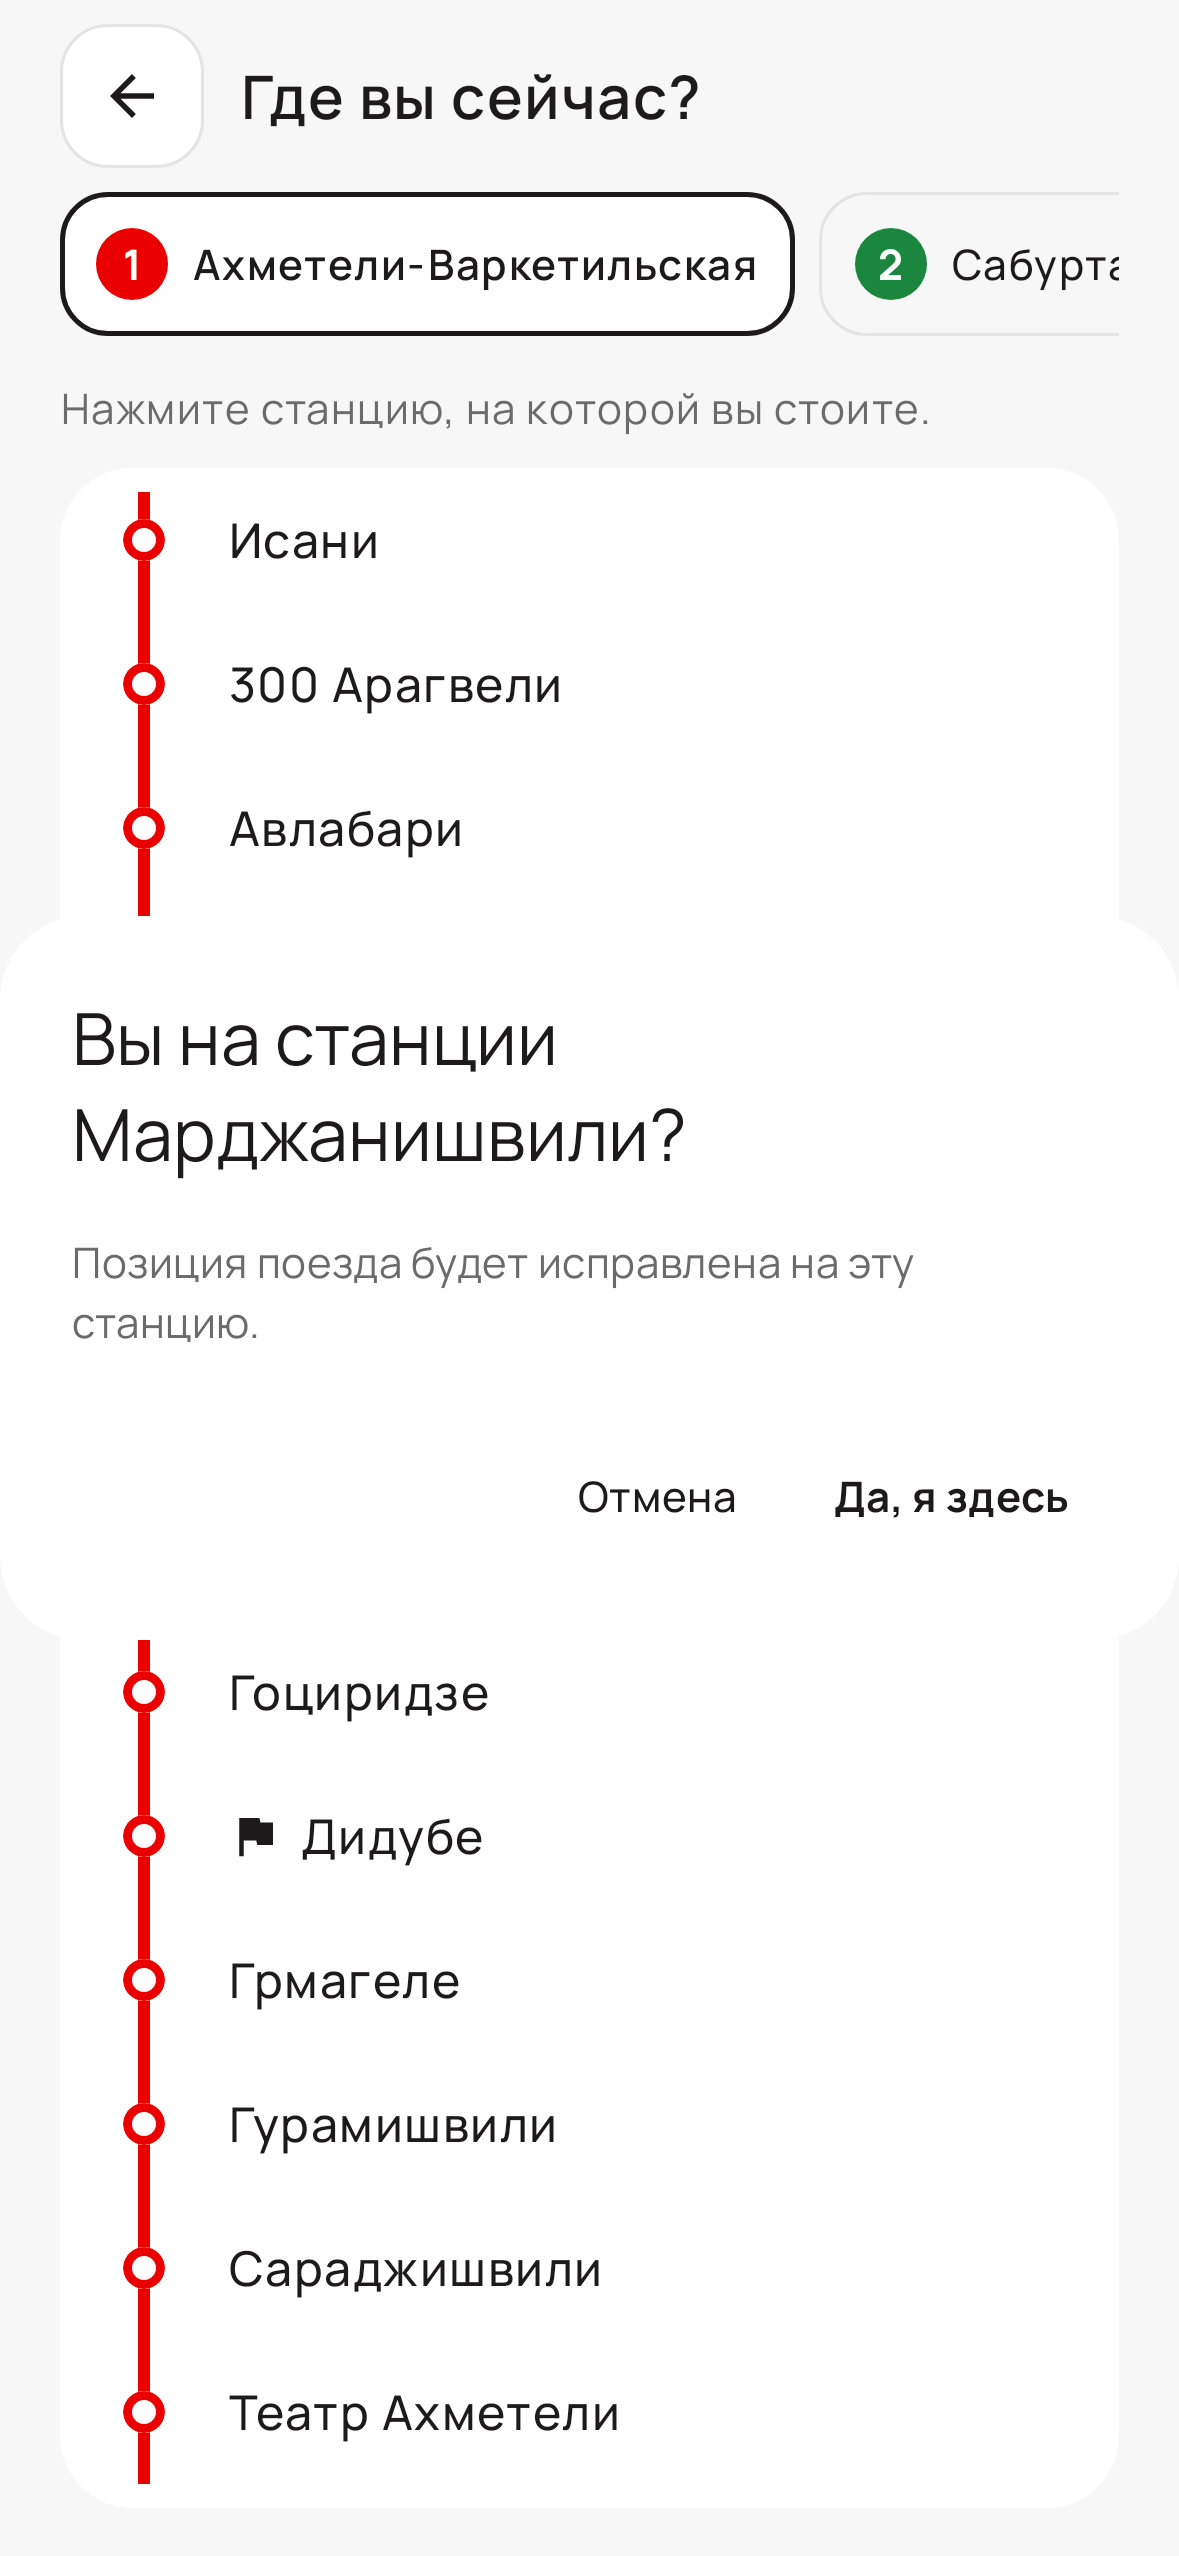 Где вы сейчас?
1 Ахметели-Варкетильская
2
Нажмите станцию, на которой вы стоите.
Исани
300 Арагвели
Авлабари
Вы на станции
Марджанишвили?
Позиция поезда будет исправлена на эту
станцию.
Отмена
Да, я здесь
Гоциридзе
Дидубе
Грмагеле
Гурамишвили
Сараджишвили
Театр Ахметели